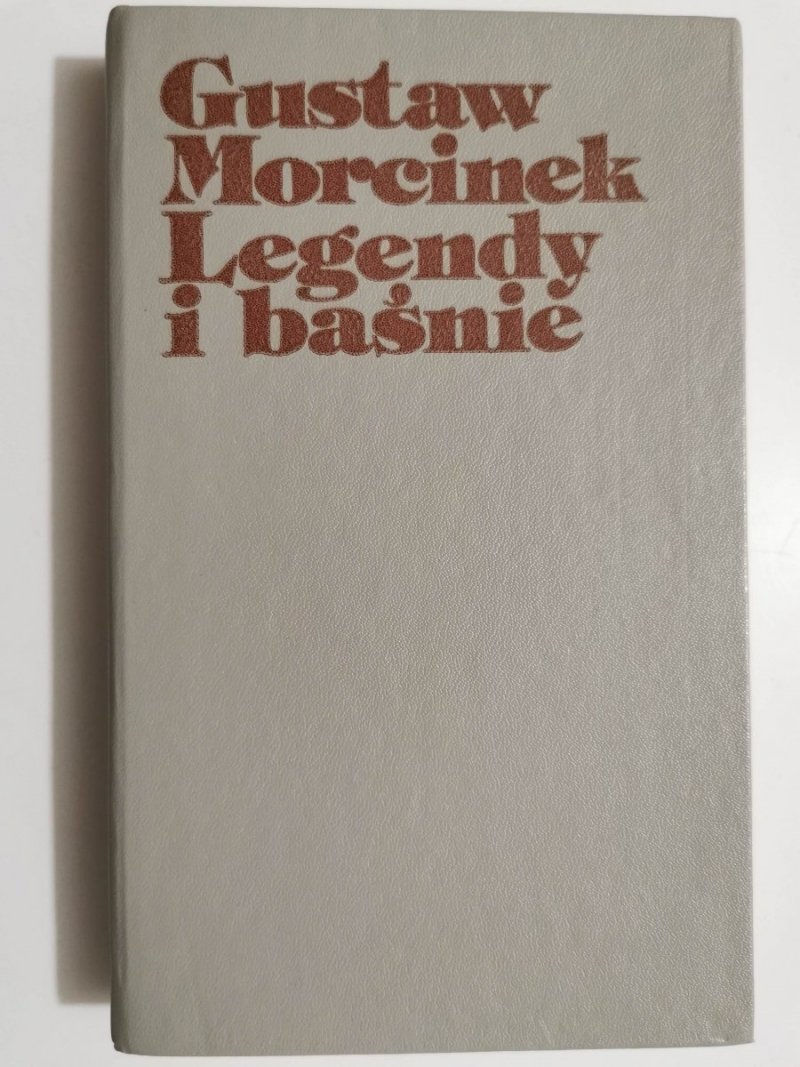 Gustaw
Morcinek
Legendy
i baśnie